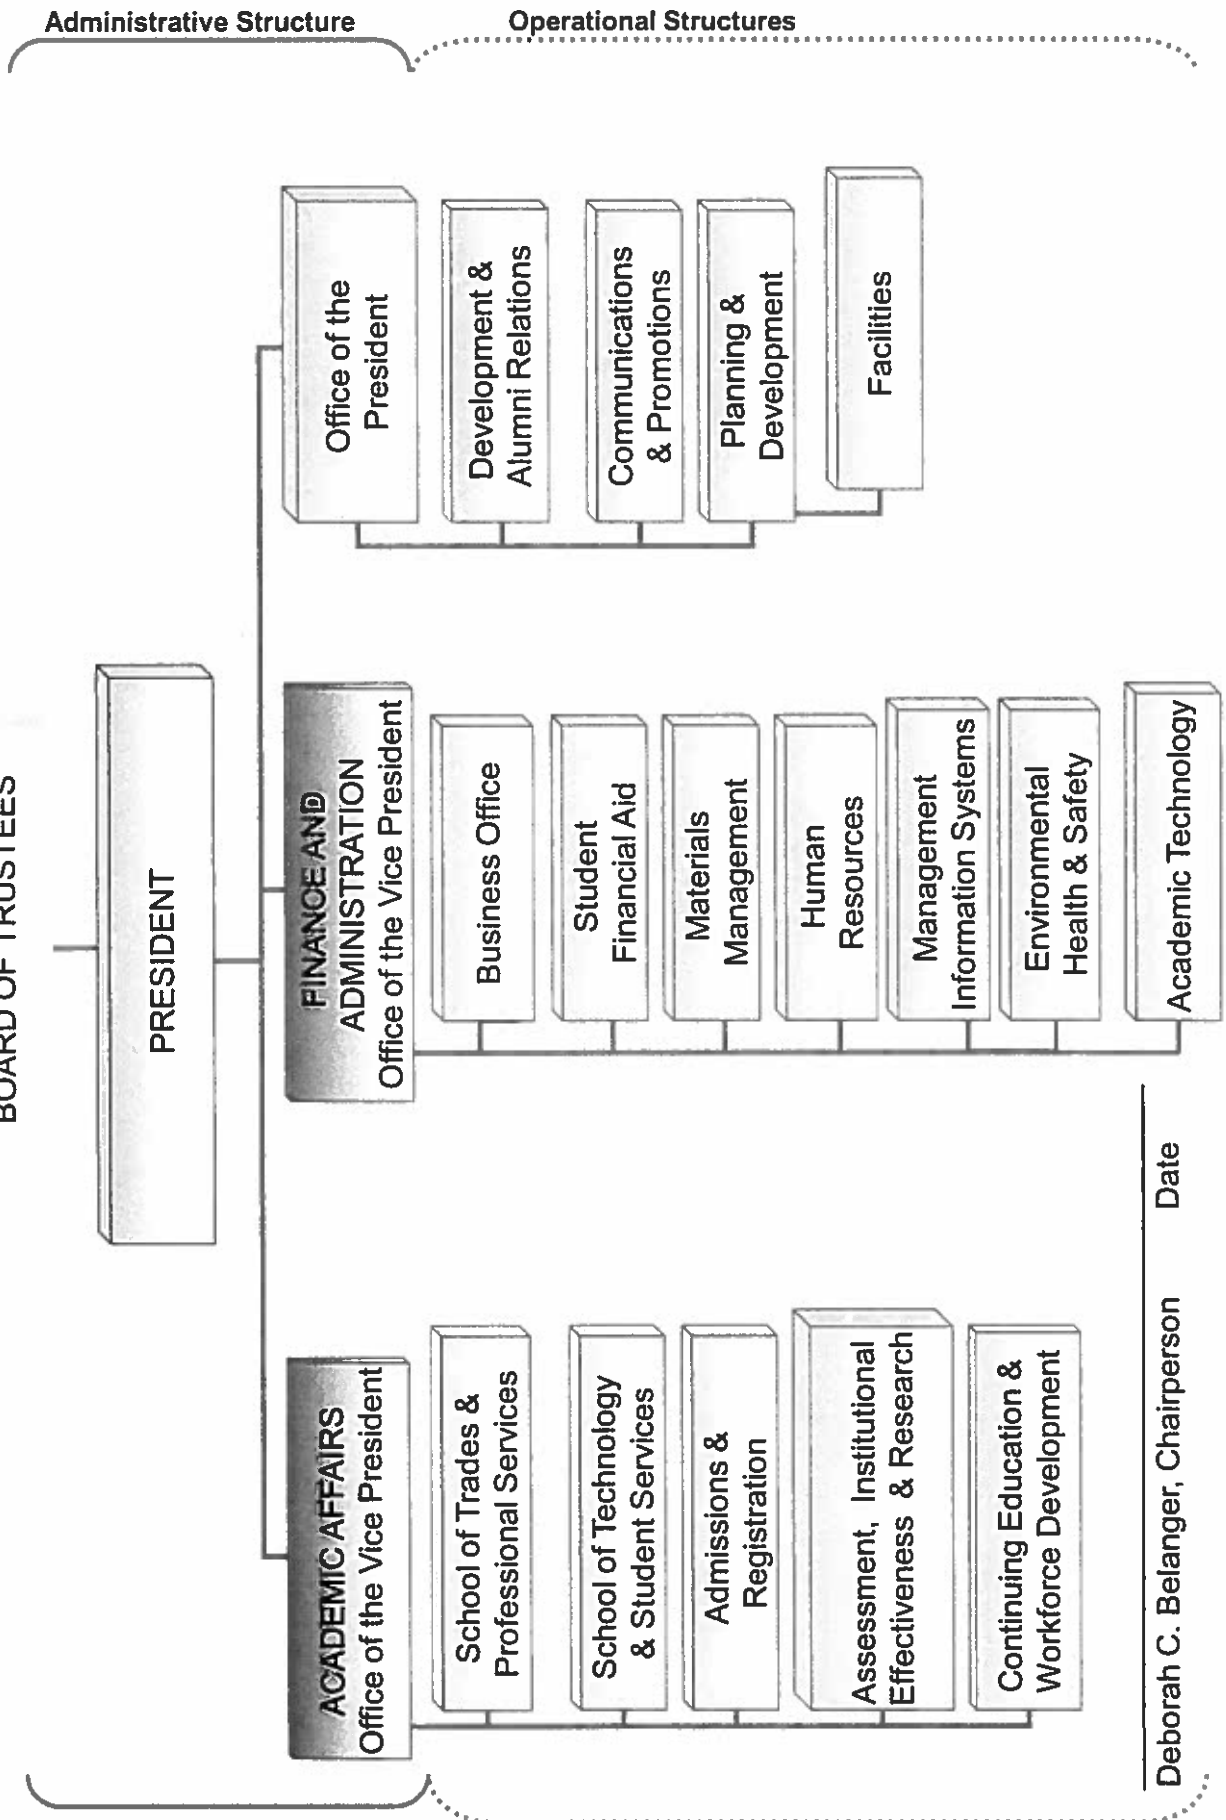 Administrative Structure
Operational Structures
BOARD OF TRUSTEES
PRESIDENT
ACADEMIC AFFAIRS
Office of the Vice President
School of Trades &
Professional Services
School of Technology
& Student Services
Admissions &
Registration
Assessment, Institutional
Effectiveness & Research
Continuing Education &
Workforce Development
FINANCE AND
ADMINISTRATION
Office of the Vice President
Business Office
Student
Financial Aid
Materials
Management
Human
Resources
Management
Information Systems
Environmental
Health & Safety
Academic Technology
Office of the
President
Development &
Alumni Relations
Communications
& Promotions
Planning &
Development
Facilities
Deborah C. Belanger, Chairperson Date